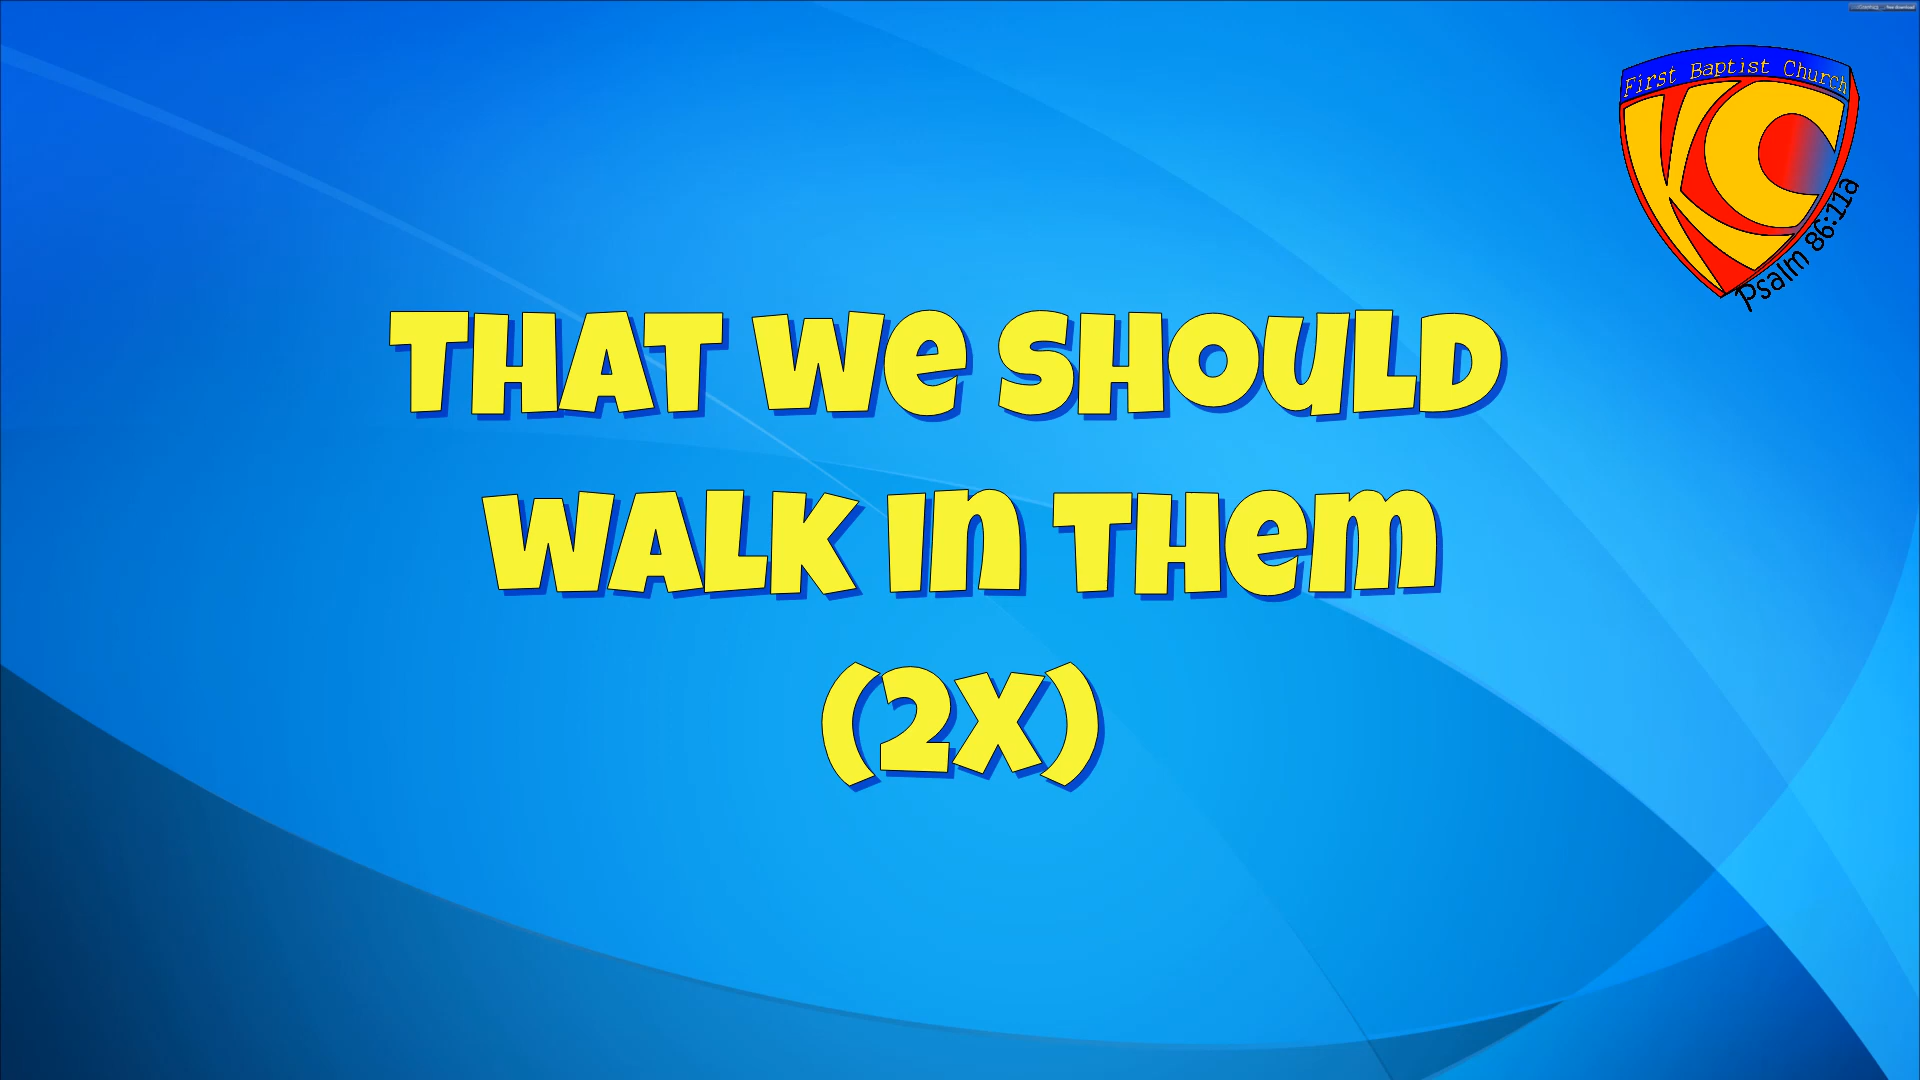 First Baptist Church
KC
Psalm 86:11a
THAT WE SHOULD
WALK IN THEM
(2X)